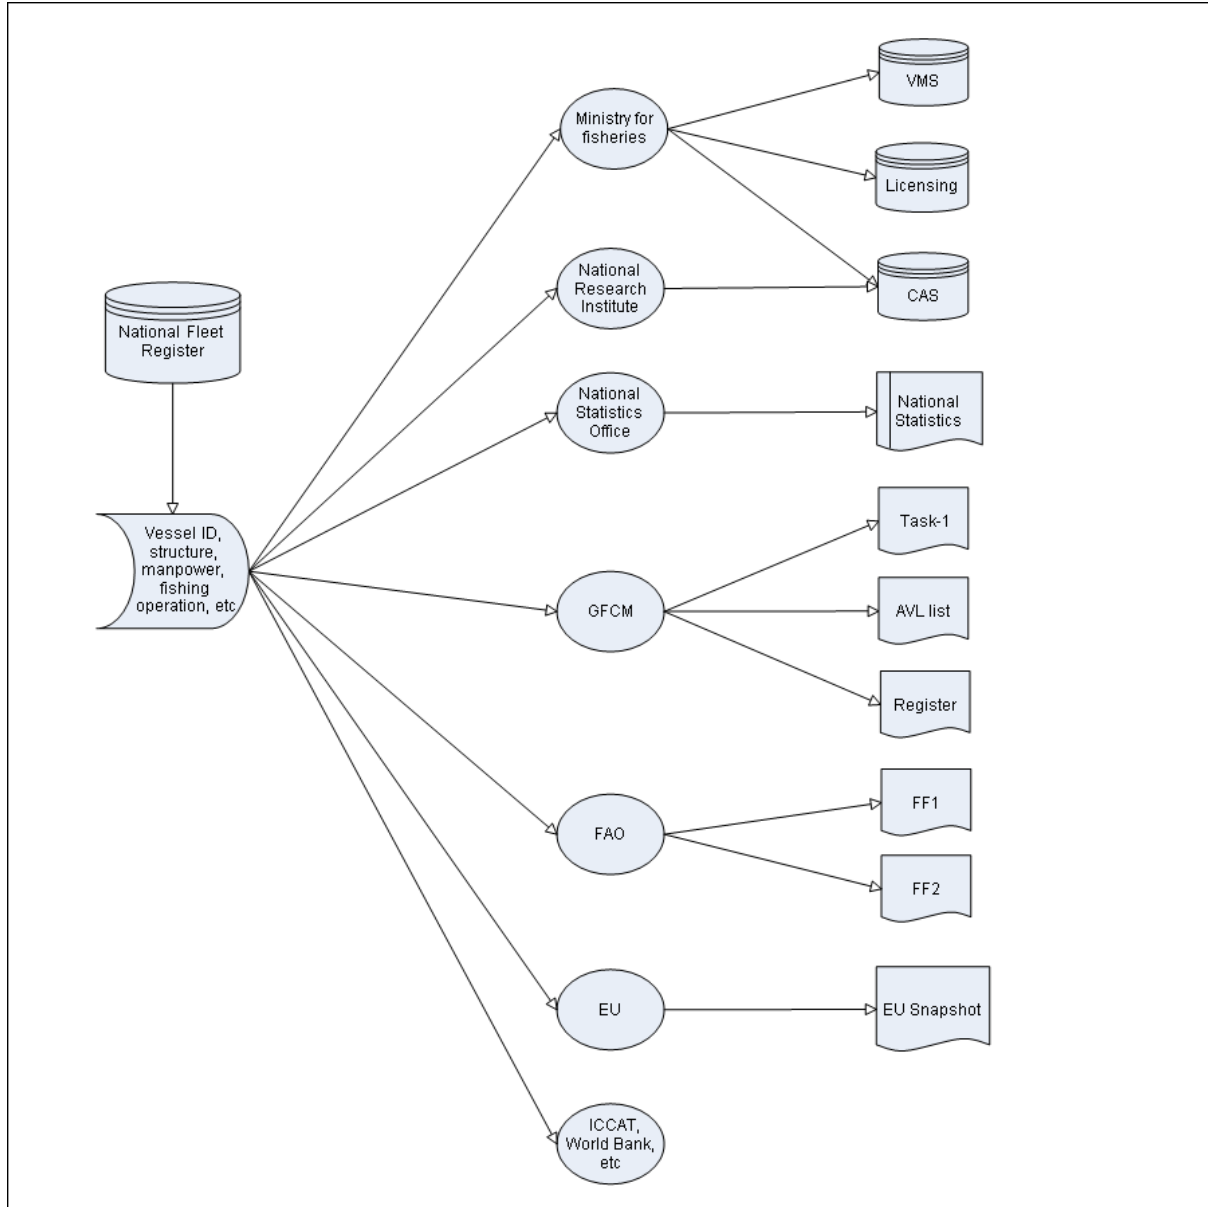 VMS
Ministry for
fisheries
Licensing
National
Research
Institute
CAS
National Fleet
Register
National
Statistics
Office
National
Statistics
Vessel ID,
structure,
manpower,
fishing
operation, etc
Task-1
GFCM
AVL list
Register
FAO
FF1
FF2
EU
EU Snapshot
ICCAT,
World Bank,
etc